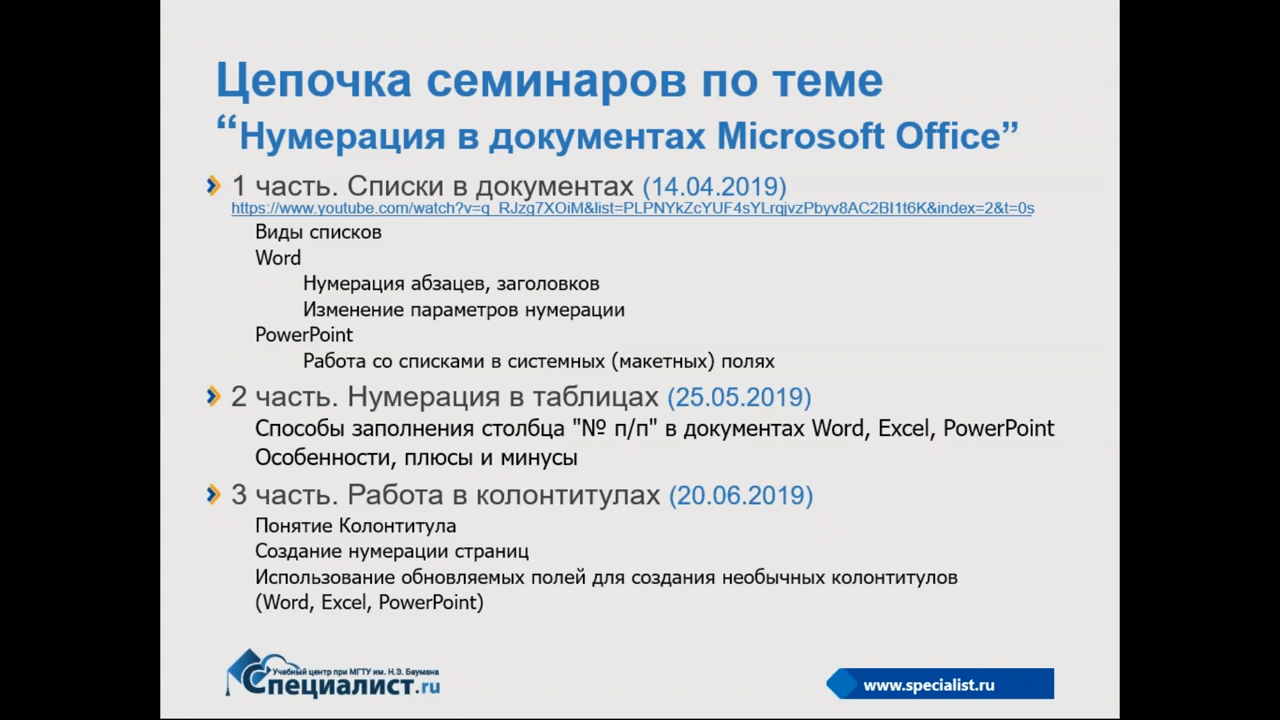 Цепочка семинаров по теме
“Нумерация в документах Microsoft Office”
1 часть. Списки в документах (14.04.2019)
https://www.youtube.com/watch?v=q_RJzg7XOiM&list=PLPNYkZcYUF4sYLrqjvzPbyv8AC2BI1t6K&index=2&t=0s
Виды списков
Word
Нумерация абзацев, заголовков
Изменение параметров нумерации
PowerPoint
Работа со списками в системных (макетных) полях
2 часть. Нумерация в таблицах (25.05.2019)
Способы заполнения столбца "№ п/п" в документах Word, Excel, PowerPoint
Особенности, плюсы и минусы
3 часть. Работа в колонтитулах (20.06.2019)
Понятие Колонтитула
Создание нумерации страниц
Использование обновляемых полей для создания необычных колонтитулов
(Word, Excel, PowerPoint)
Учебный центр при МГТУ им. Н.Э. Баумана
Специалист.ru
www.specialist.ru